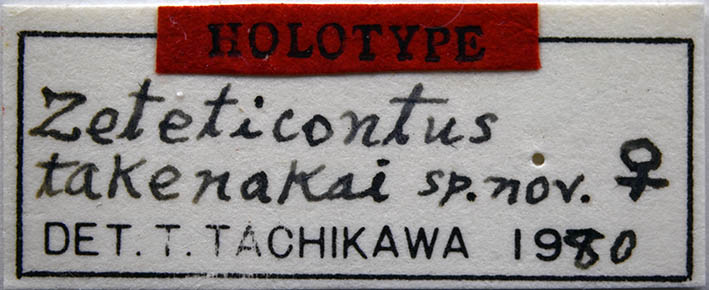 HOLOTYPE
Zeteticontus
takenakai sp. nov. ♀
DET. T. TACHIKAWA 1980